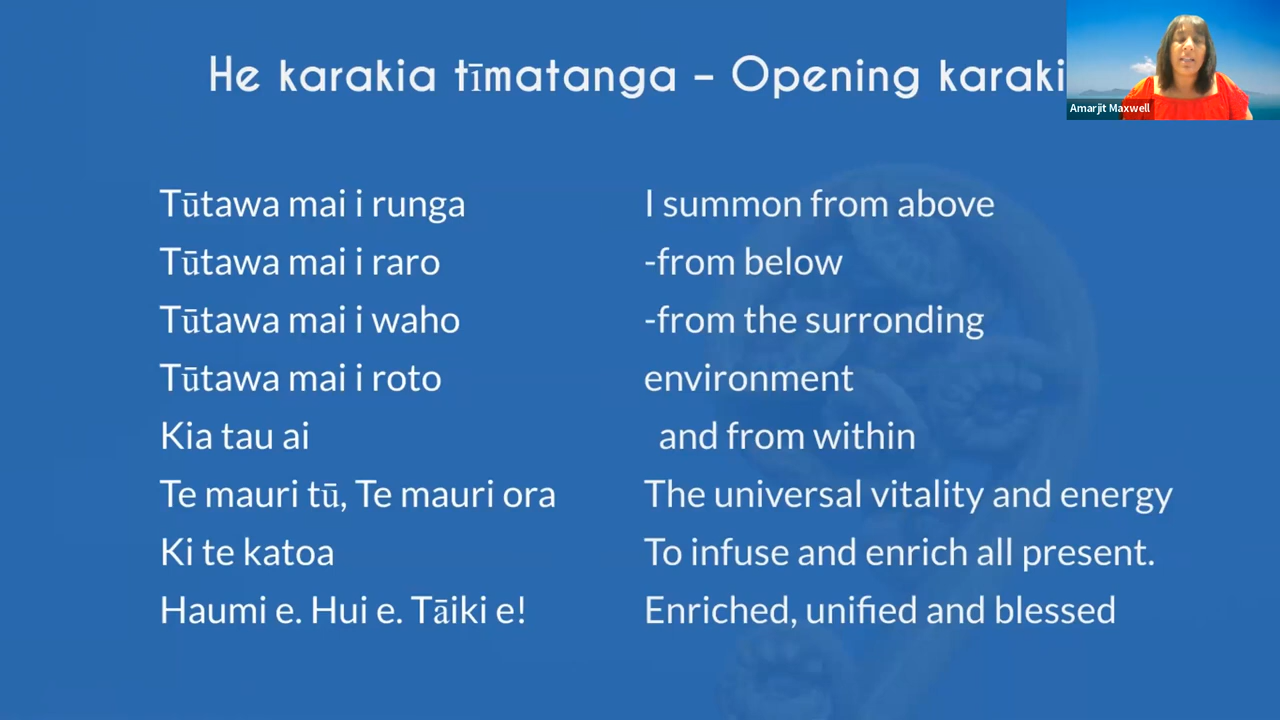 He karakia tīmatanga – Opening karaki
Amarjit Maxwell
Tūtawa mai i runga
Tūtawa mai i raro
Tūtawa mai i waho
Tūtawa mai i roto
Kia tau ai
Te mauri tū, Te mauri ora
Ki te katoa
Haumi e. Hui e. Tāiki e!
I summon from above
-from below
-from the surronding
environment
and from within
The universal vitality and energy
To infuse and enrich all present.
Enriched, unified and blessed